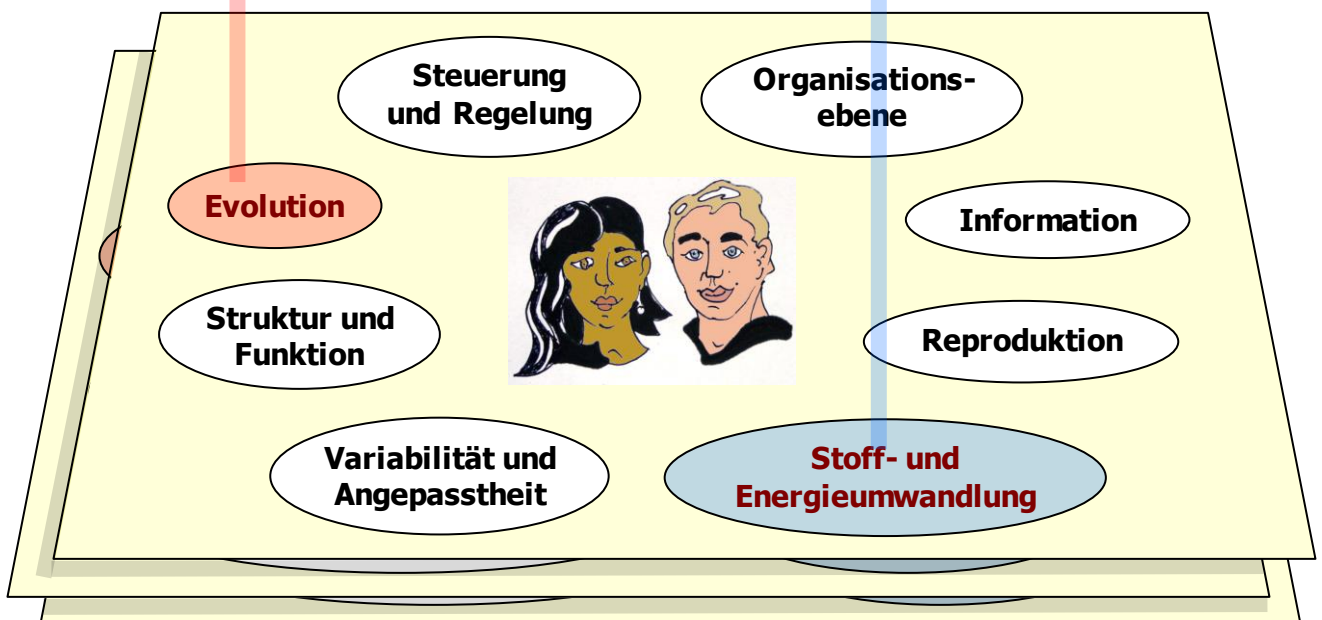 Steuerung
und Regelung
Organisations-
ebene
Evolution
Information
Struktur und
Funktion
Reproduktion
Variabilität und
Angepasstheit
Stoff- und
Energieumwandlung